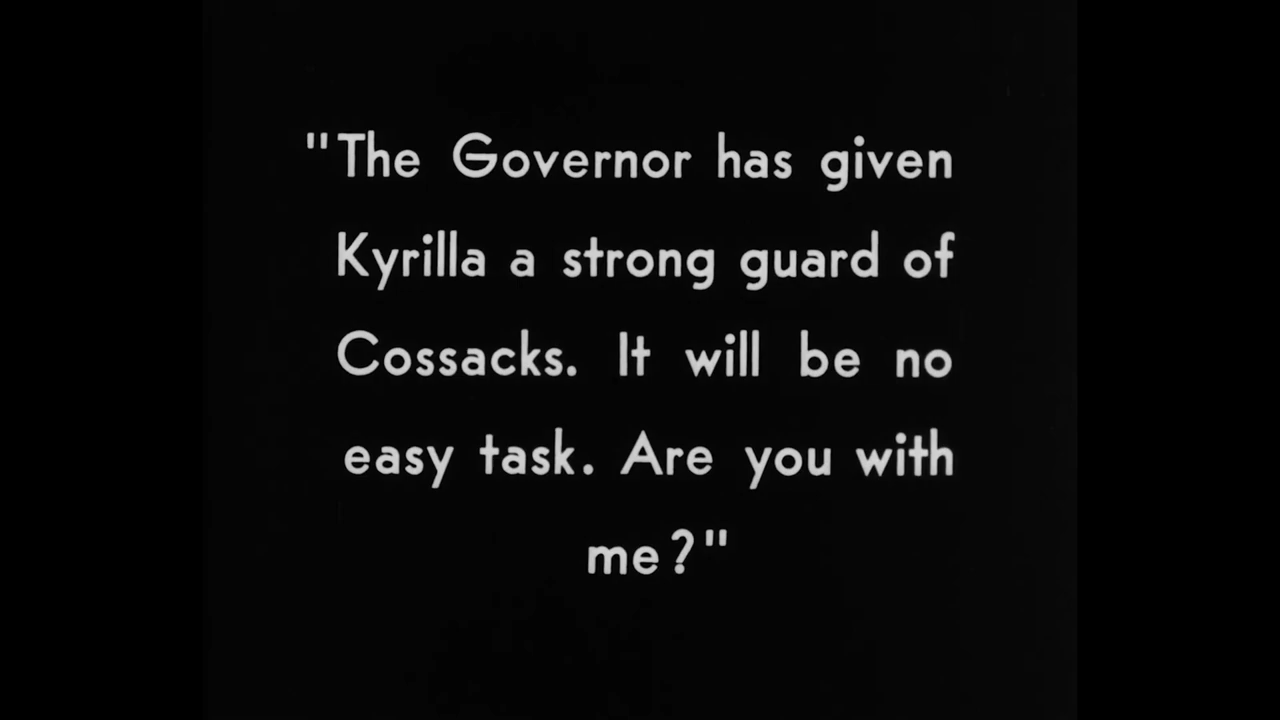 "The Governor has given
Kyrilla a strong guard of
Cossacks. It will be no
easy task. Are you with
me?"